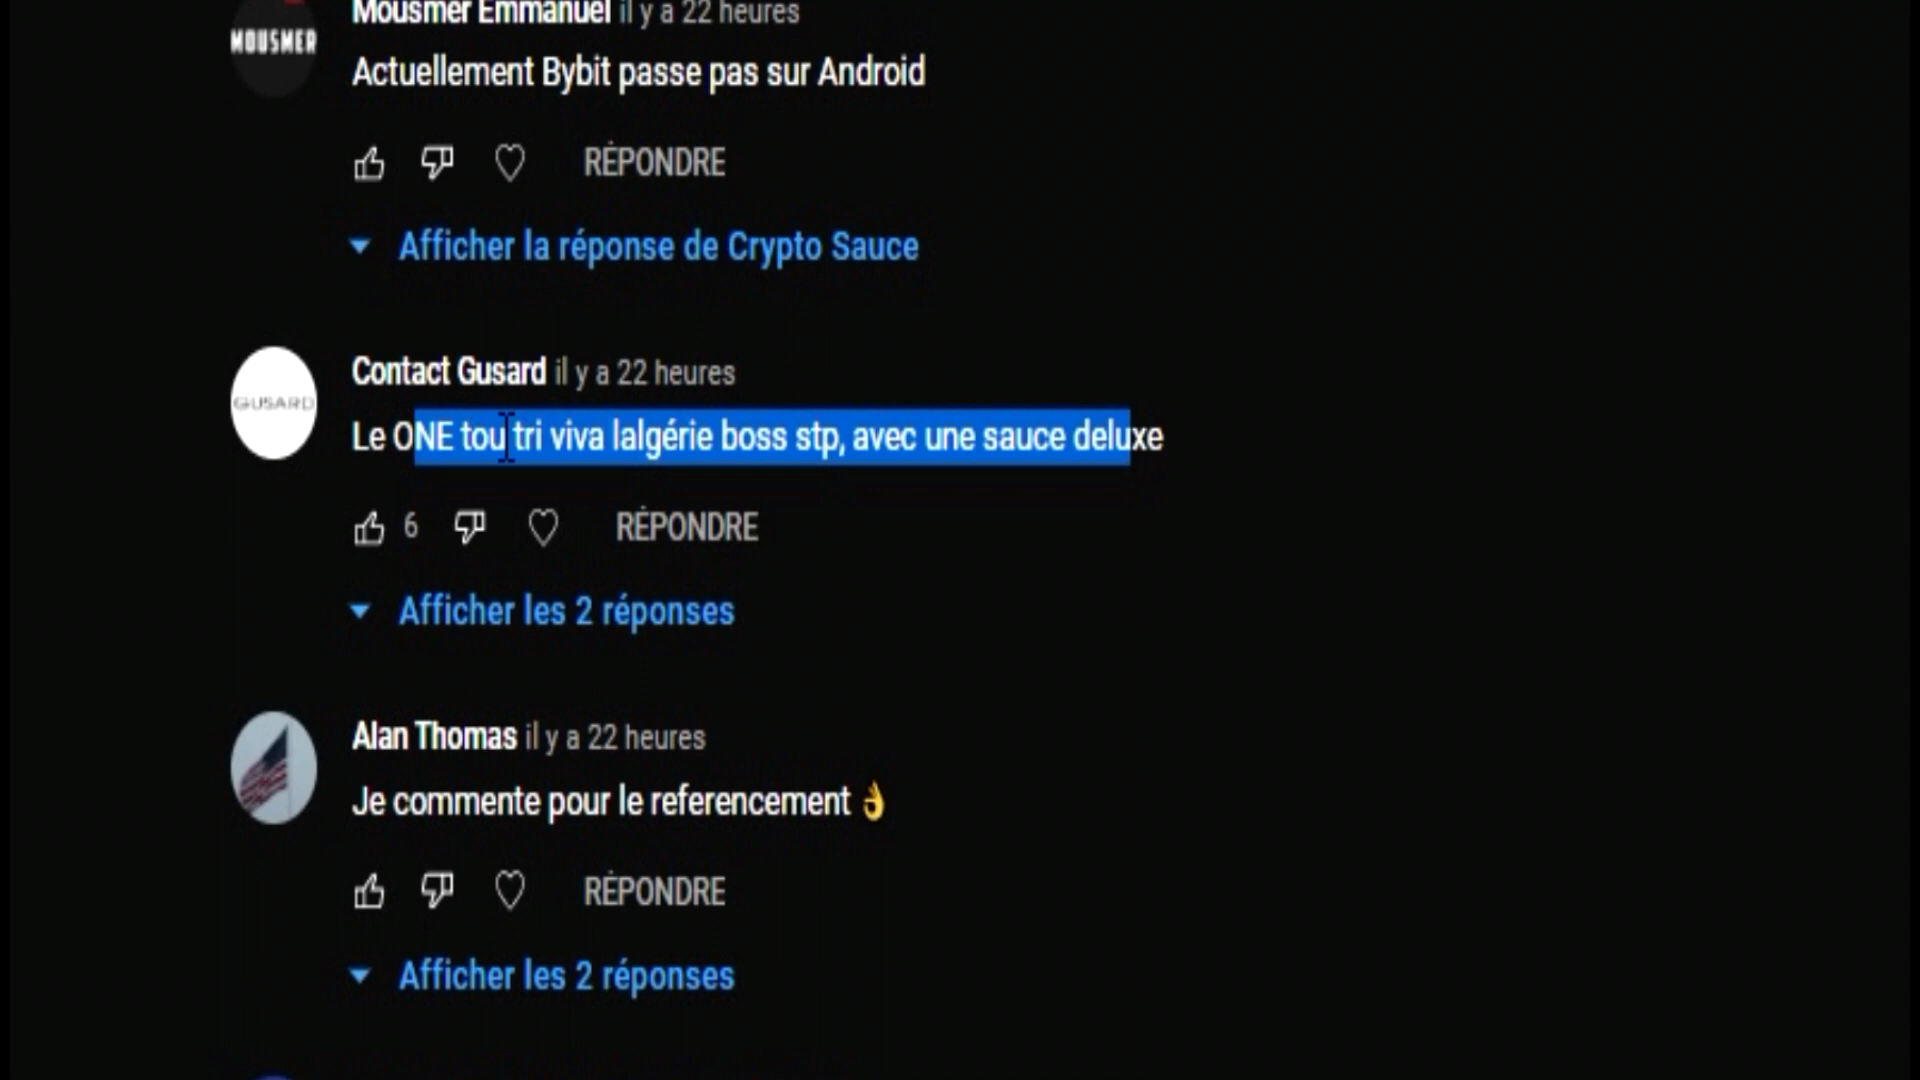 MOUSMER
Mousmer Emmanuel il y a 22 heures
Actuellement Bybit passe pas sur Android
RÉPONDRE
Afficher la réponse de Crypto Sauce
GUSARD
Contact Gusard il y a 22 heures
Le ONE tou tri viva lalgérie boss stp, avec une sauce deluxe
6 RÉPONDRE
Afficher les 2 réponses
Alan Thomas il y a 22 heures
Je commente pour le referencement 👌
RÉPONDRE
Afficher les 2 réponses